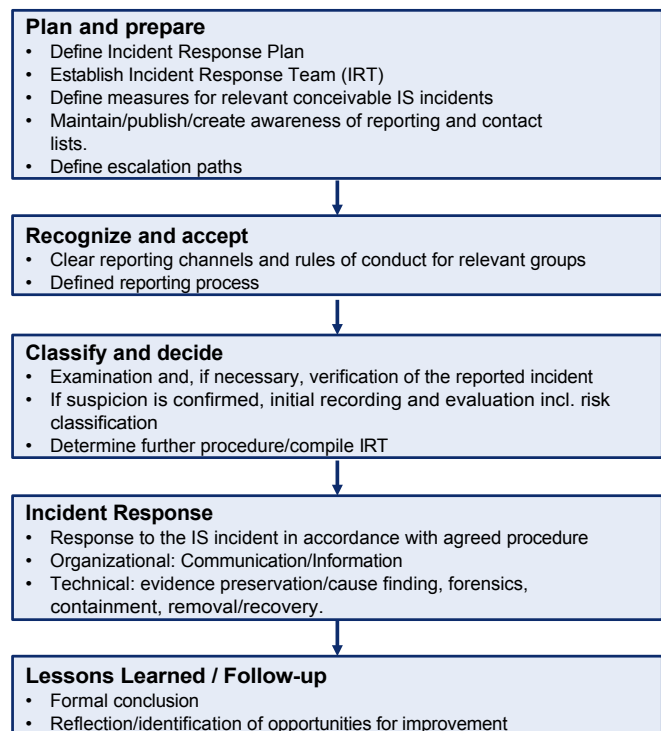 Plan and prepare
• Define Incident Response Plan
• Establish Incident Response Team (IRT)
• Define measures for relevant conceivable IS incidents
• Maintain/publish/create awareness of reporting and contact
lists.
• Define escalation paths
Recognize and accept
• Clear reporting channels and rules of conduct for relevant groups
• Defined reporting process
Classify and decide
• Examination and, if necessary, verification of the reported incident
• If suspicion is confirmed, initial recording and evaluation incl. risk
classification
• Determine further procedure/compile IRT
Incident Response
• Response to the IS incident in accordance with agreed procedure
• Organizational: Communication/Information
• Technical: evidence preservation/cause finding, forensics,
containment, removal/recovery.
Lessons Learned / Follow-up
• Formal conclusion
• Reflection/identification of opportunities for improvement